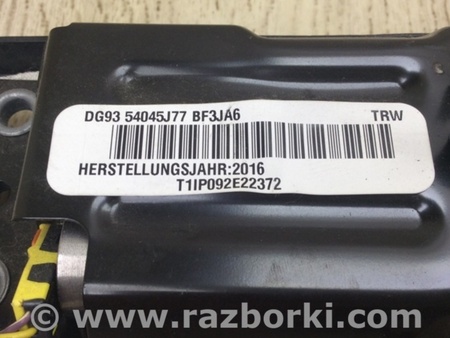 DG93 54045J77 BF3JA6 TRW
HERSTELLUNGSJAHR:2016
T1IP092E22372
www.razborki.com